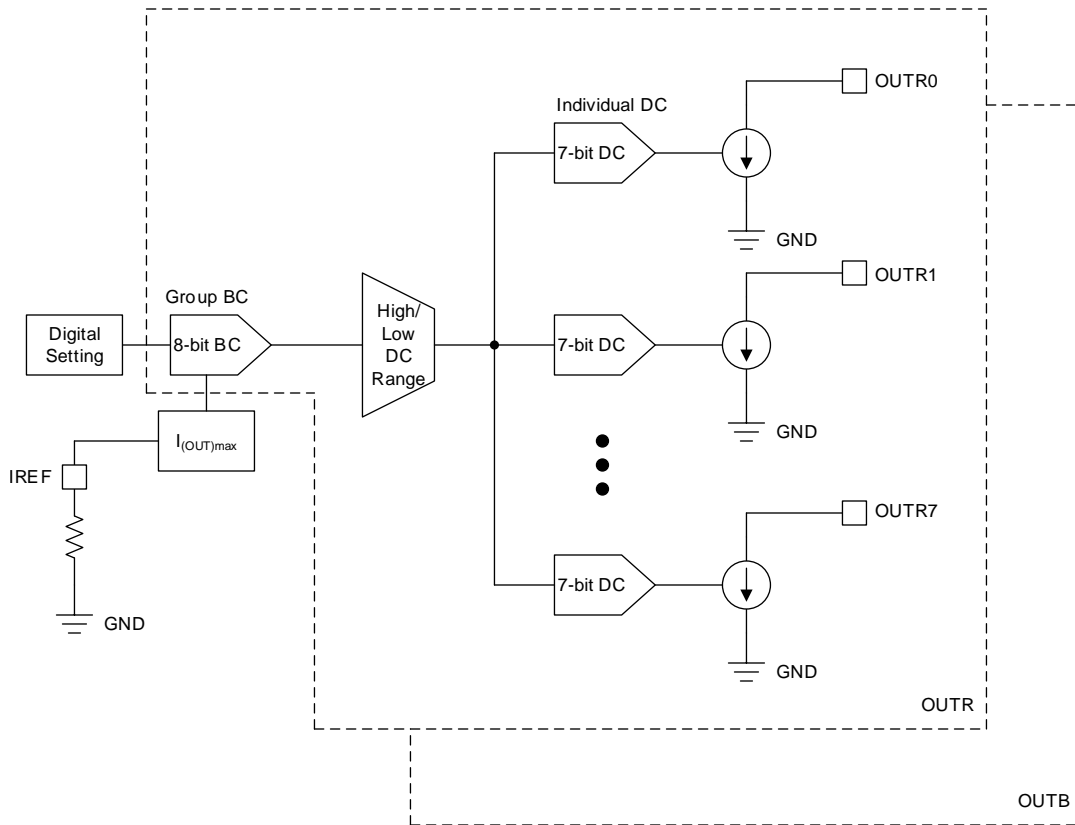 OUTR0
Individual DC
7-bit DC
GND
OUTR1
Group BC
High/
Low
DC
Range
Digital
Setting
8-bit BC
7-bit DC
GND
I(OUT)max
IREF
OUTR7
7-bit DC
GND
GND
OUTR
OUTB